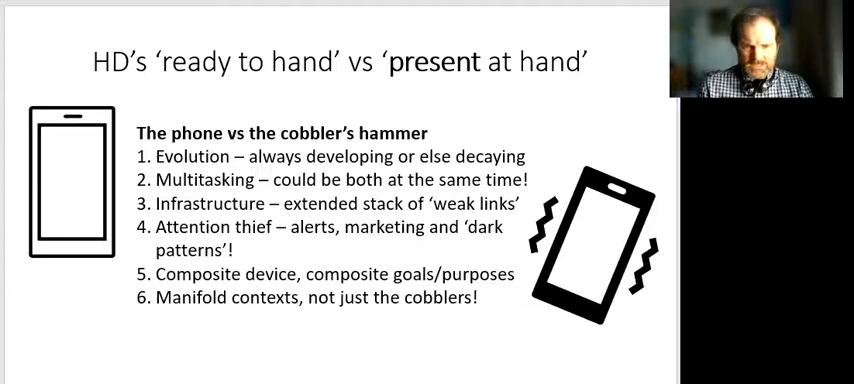 HD’s ‘ready to hand’ vs ‘present at hand’
The phone vs the cobbler’s hammer
1. Evolution – always developing or else decaying
2. Multitasking – could be both at the same time!
3. Infrastructure – extended stack of ‘weak links’
4. Attention thief – alerts, marketing and ‘dark
patterns’!
5. Composite device, composite goals/purposes
6. Manifold contexts, not just the cobblers!